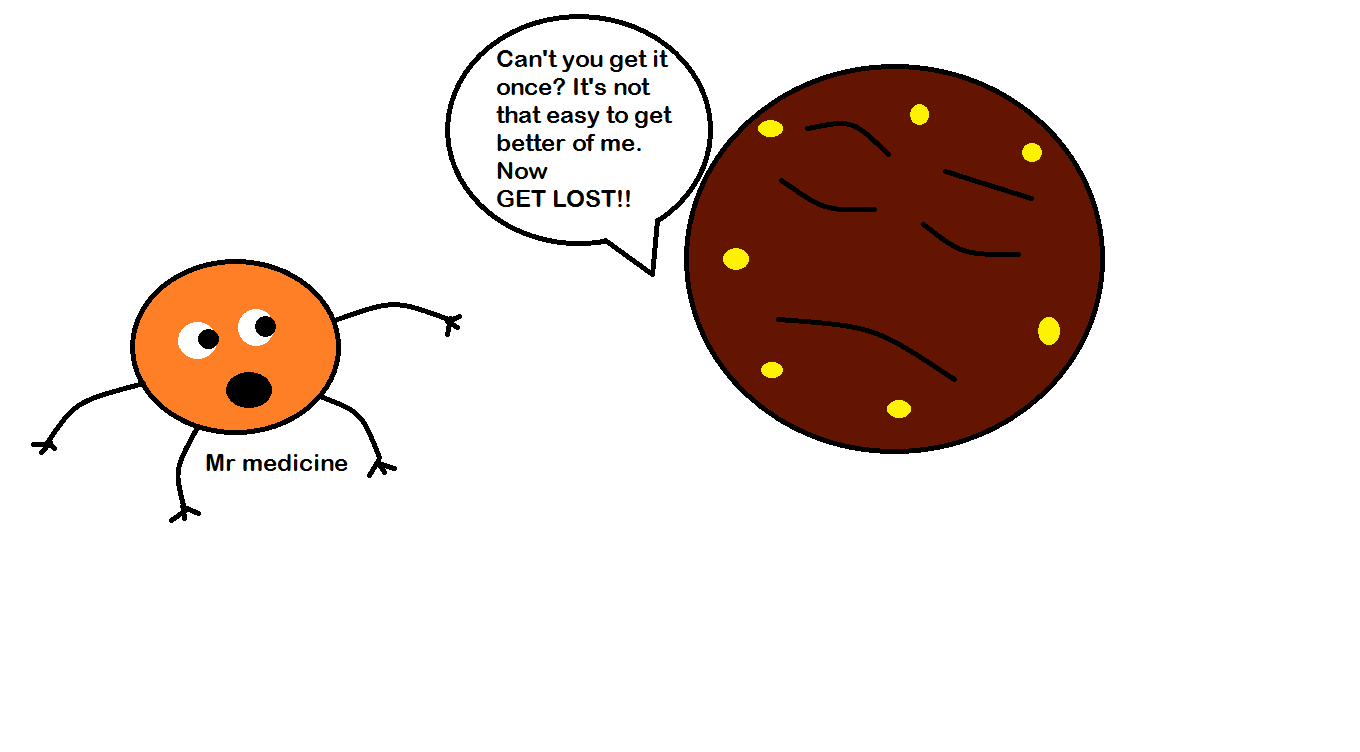 Can't you get it
once? It's not
that easy to get
better of me.
Now
GET LOST!!
Mr medicine